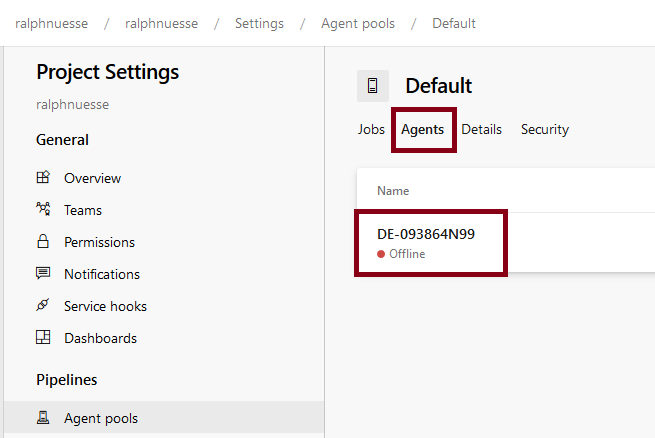 ralphnuesse / ralphnuesse / Settings / Agent pools / Default
Project Settings
ralphnuesse
General
Overview
Teams
Permissions
Notifications
Service hooks
Dashboards
Pipelines
Agent pools
Default
Jobs Agents Details Security
Name
DE-093864N99
Offline